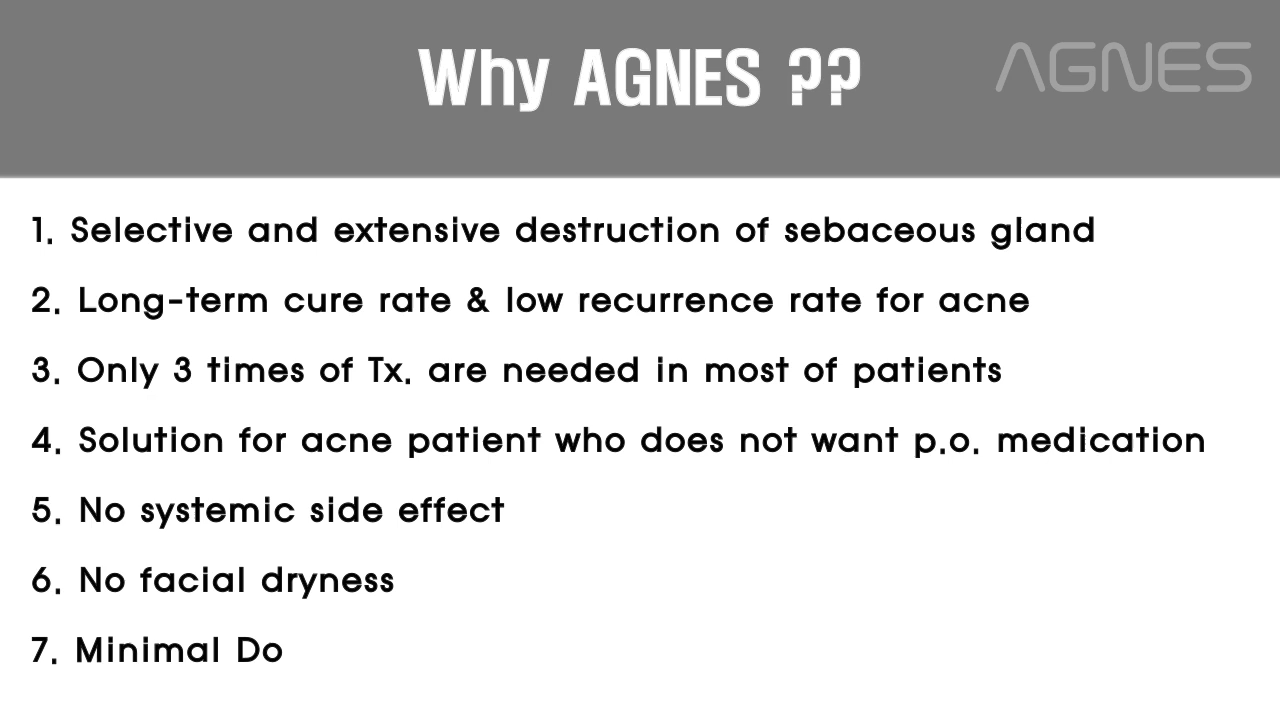 Why AGNES ??
AGNES
1. Selective and extensive destruction of sebaceous gland
2. Long-term cure rate & low recurrence rate for acne
3. Only 3 times of Tx. are needed in most of patients
4. Solution for acne patient who does not want p.o. medication
5. No systemic side effect
6. No facial dryness
7. Minimal Do